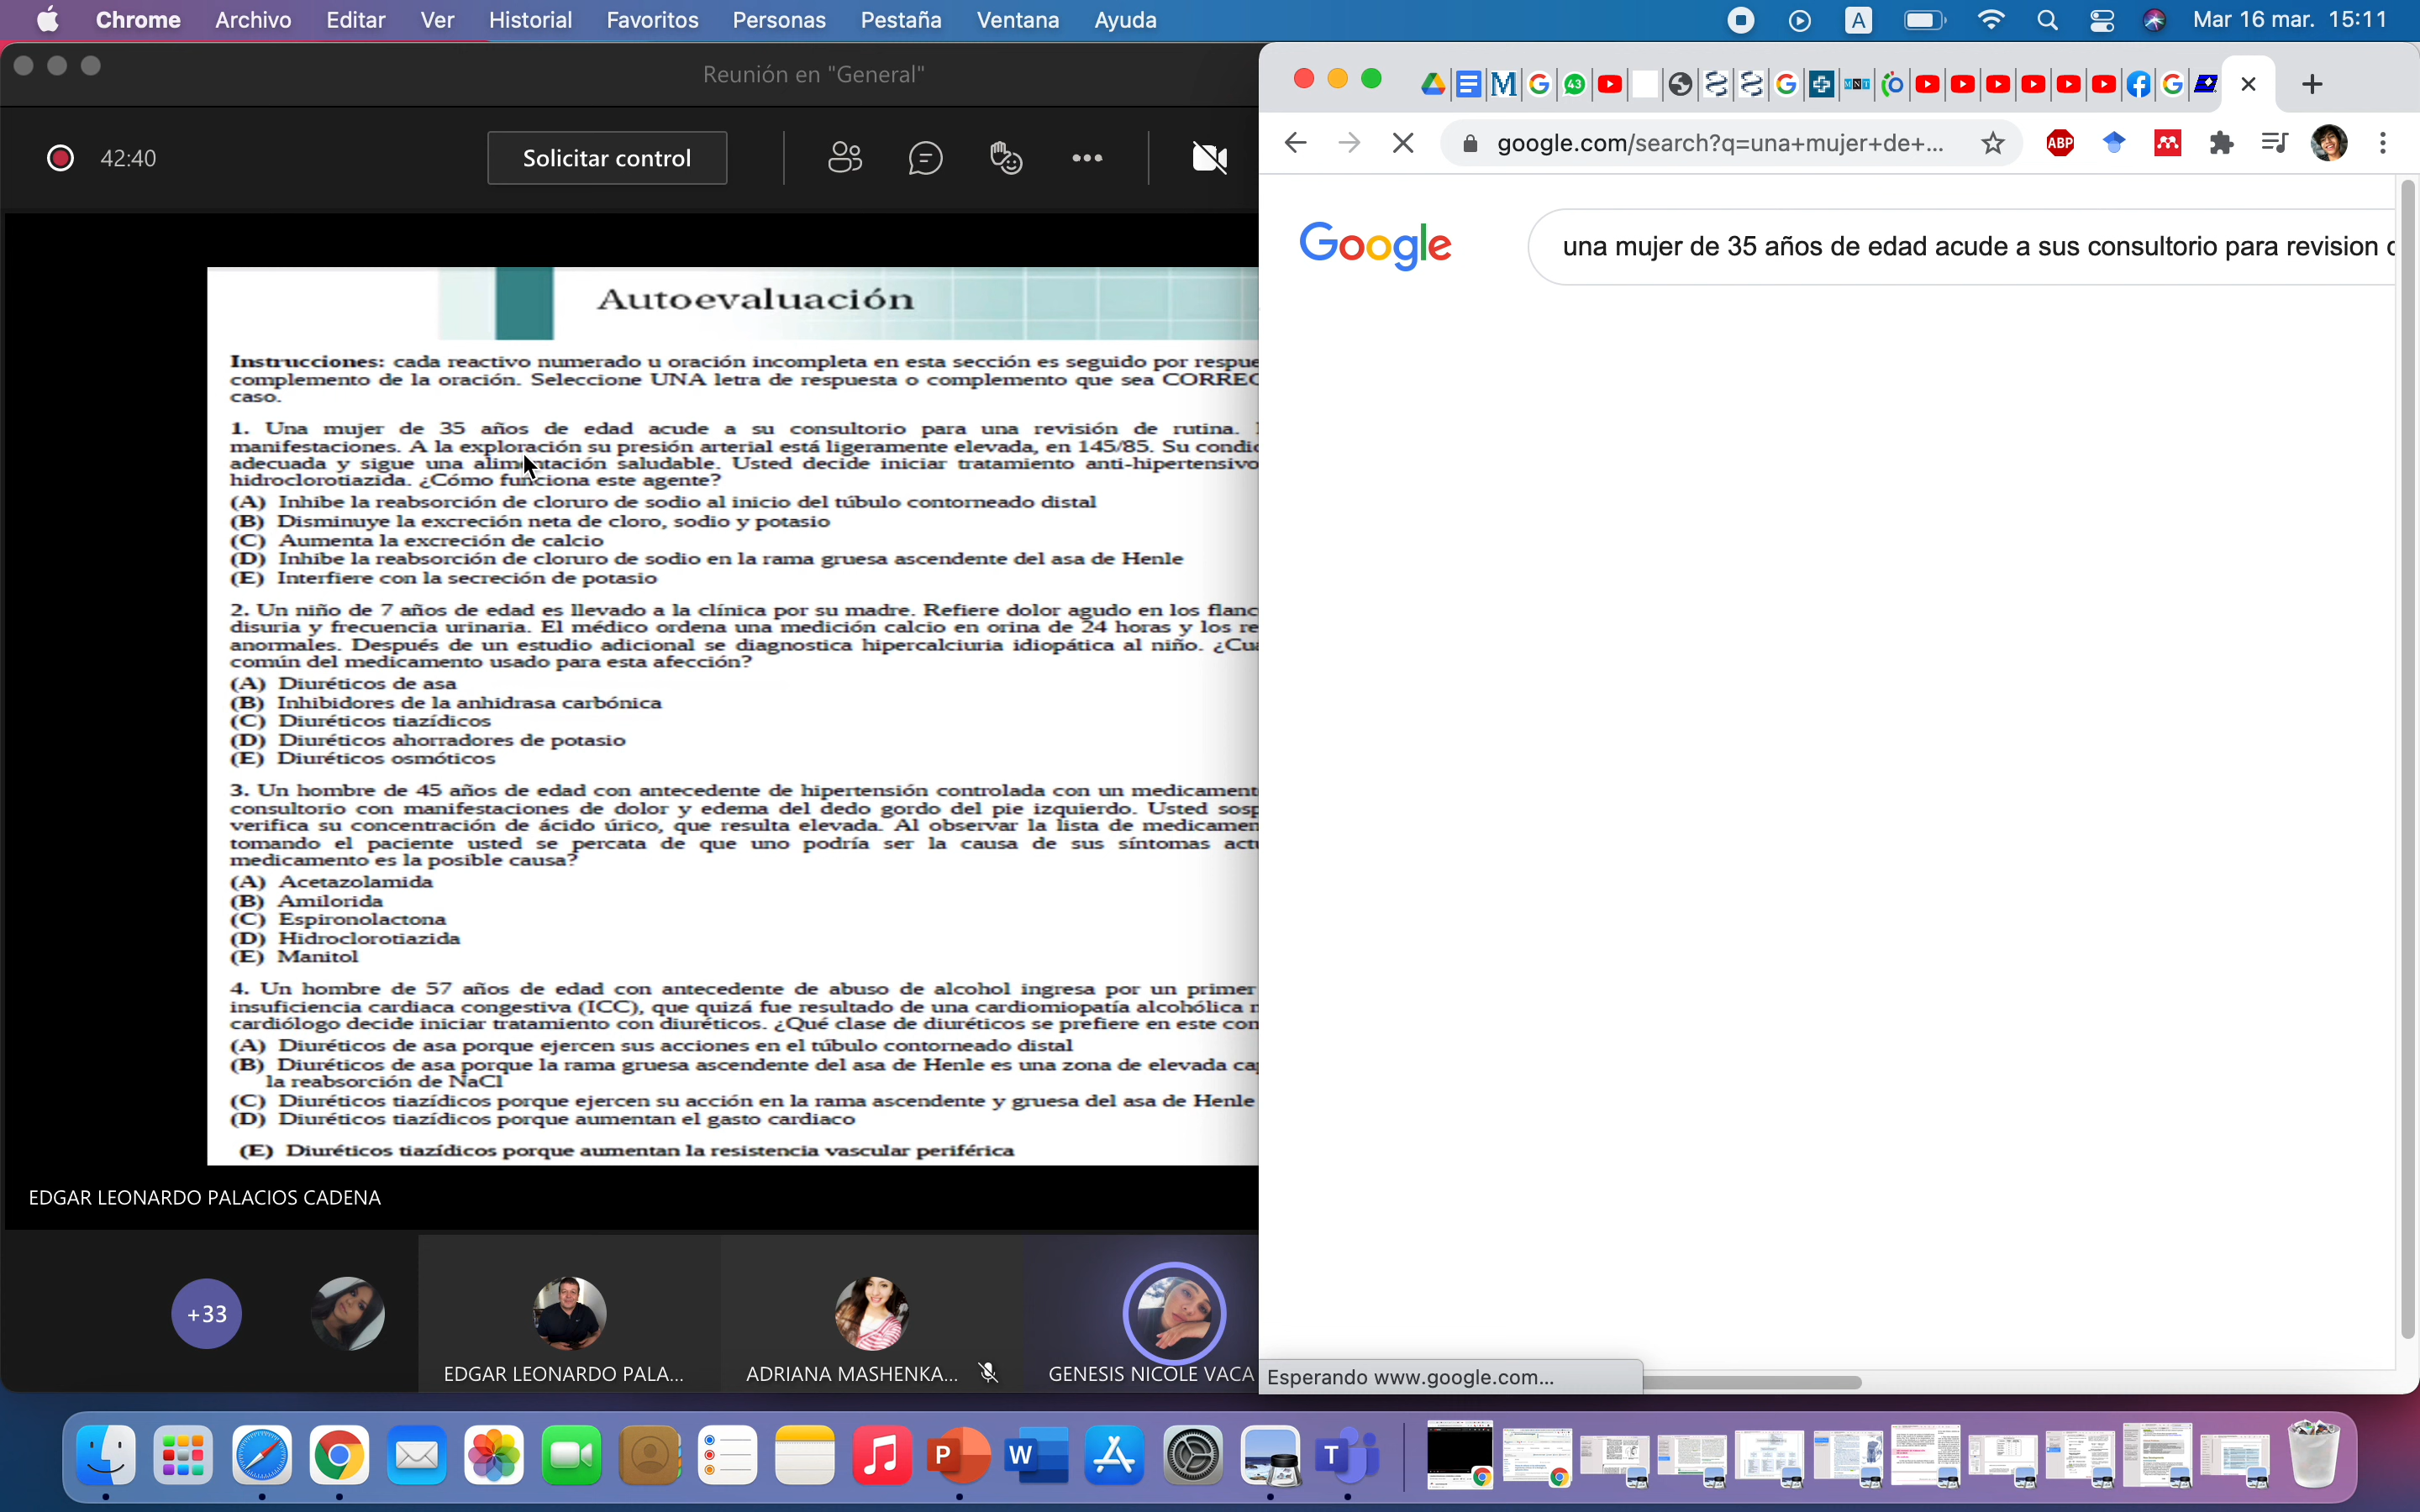 Chrome Archivo Editar Ver Historial Favoritos Personas Pestaña Ventana Ayuda A Mar 16 mar. 15:11
Reunión en "General"
42:40 Solicitar control
google.com/search?q=una+mujer+de+...
ABP
43
MNT
Google
una mujer de 35 años de edad acude a sus consultorio para revision
Autoevaluación
Instrucciones: cada reactivo numerado u oración incompleta en esta sección es seguido por respue
complemento de la oración. Seleccione UNA letra de respuesta o complemento que sea CORREC
caso.
1. Una mujer de 35 años de edad acude a su consultorio para una revisión de rutina.
manifestaciones. A la exploración su presión arterial está ligeramente elevada, en 145/85. Su condic
adecuada y sigue una alimentación saludable. Usted decide iniciar tratamiento anti-hipertensivo
hidroclorotiazida. ¿Cómo funciona este agente?
(A) Inhibe la reabsorción de cloruro de sodio al inicio del túbulo contorneado distal
(B) Disminuye la excreción neta de cloro, sodio y potasio
(C) Aumenta la excreción de calcio
(D) Inhibe la reabsorción de cloruro de sodio en la rama gruesa ascendente del asa de Henle
(E) Interfiere con la secreción de potasio
2. Un niño de 7 años de edad es llevado a la clínica por su madre. Refiere dolor agudo en los flanc
disuria y frecuencia urinaria. El médico ordena una medición calcio en orina de 24 horas y los re
anormales. Después de un estudio adicional se diagnostica hipercalciuria idiopática al niño. ¿Cuá
común del medicamento usado para esta afección?
(A) Diuréticos de asa
(B) Inhibidores de la anhidrasa carbónica
(C) Diuréticos tiazídicos
(D) Diuréticos ahorradores de potasio
(E) Diuréticos osmóticos
3. Un hombre de 45 años de edad con antecedente de hipertensión controlada con un medicament
consultorio con manifestaciones de dolor y edema del dedo gordo del pie izquierdo. Usted sosp
verifica su concentración de ácido úrico, que resulta elevada. Al observar la lista de medicamen
tomando el paciente usted se percata de que uno podría ser la causa de sus síntomas actu
medicamento es la posible causa?
(A) Acetazolamida
(B) Amilorida
(C) Espironolactona
(D) Hidroclorotiazida
(E) Manitol
4. Un hombre de 57 años de edad con antecedente de abuso de alcohol ingresa por un primer
insuficiencia cardiaca congestiva (ICC), que quizá fue resultado de una cardiomiopatía alcohólica
cardiólogo decide iniciar tratamiento con diuréticos. ¿Qué clase de diuréticos se prefiere en este con
(A) Diuréticos de asa porque ejercen sus acciones en el túbulo contorneado distal
(B) Diuréticos de asa porque la rama gruesa ascendente del asa de Henle es una zona de elevada ca
la reabsorción de NaCl
(C) Diuréticos tiazídicos porque ejercen su acción en la rama ascendente y gruesa del asa de Henle
(D) Diuréticos tiazídicos porque aumentan el gasto cardiaco
(E) Diuréticos tiazídicos porque aumentan la resistencia vascular periférica
EDGAR LEONARDO PALACIOS CADENA
+33
EDGAR LEONARDO PALA... ADRIANA MASHENKA... GENESIS NICOLE VACA
Esperando www.google.com...